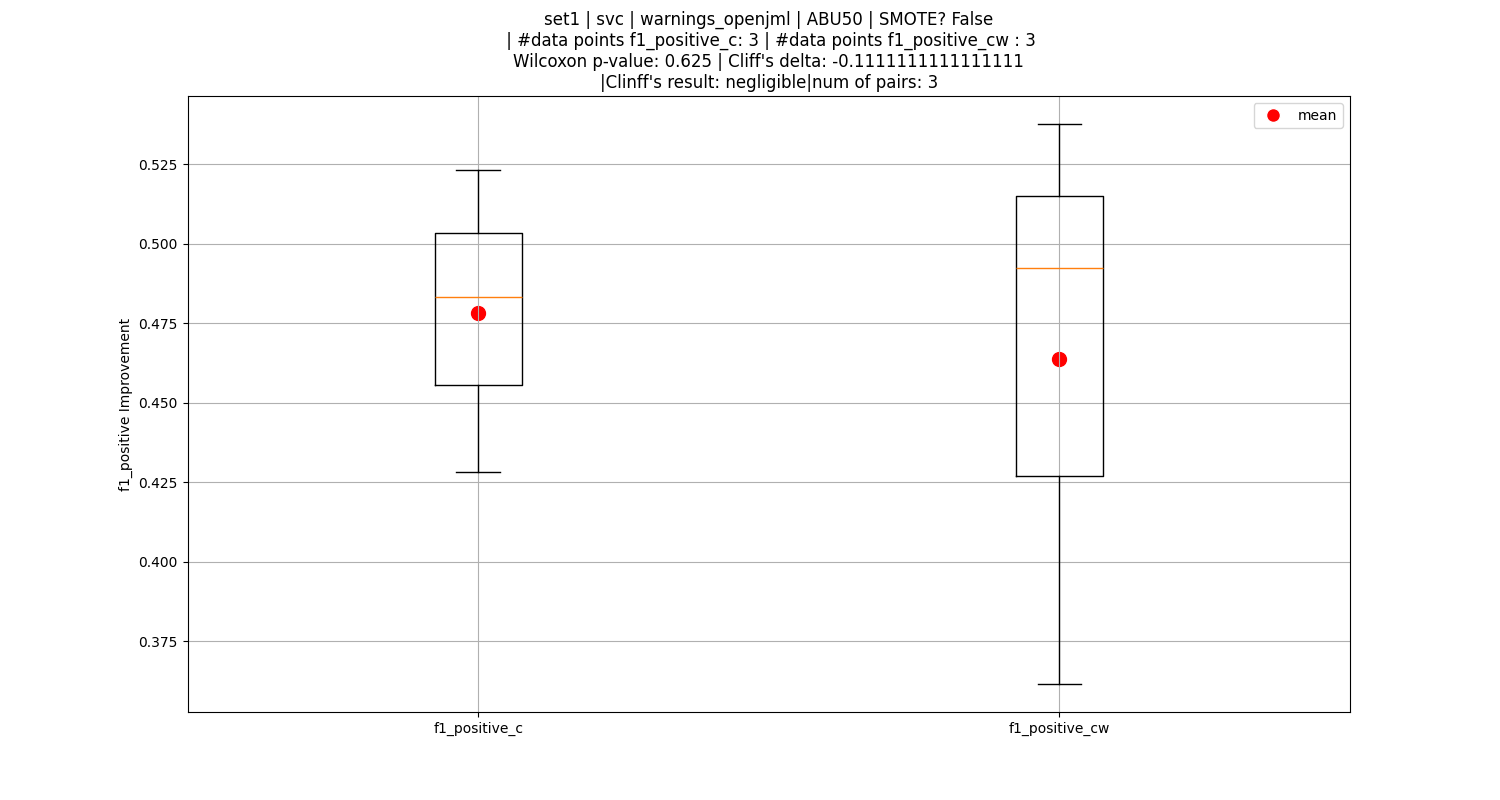 set1 | svc | warnings_openjml | ABU50 | SMOTE? False
| #data points f1_positive_c: 3 | #data points f1_positive_cw : 3
Wilcoxon p-value: 0.625 | Cliff's delta: -0.1111111111111111
|Clinff's result: negligible|num of pairs: 3
mean
0.525
0.500
0.475
0.450
0.425
0.400
0.375
f1_positive Improvement
f1_positive_c
f1_positive_cw